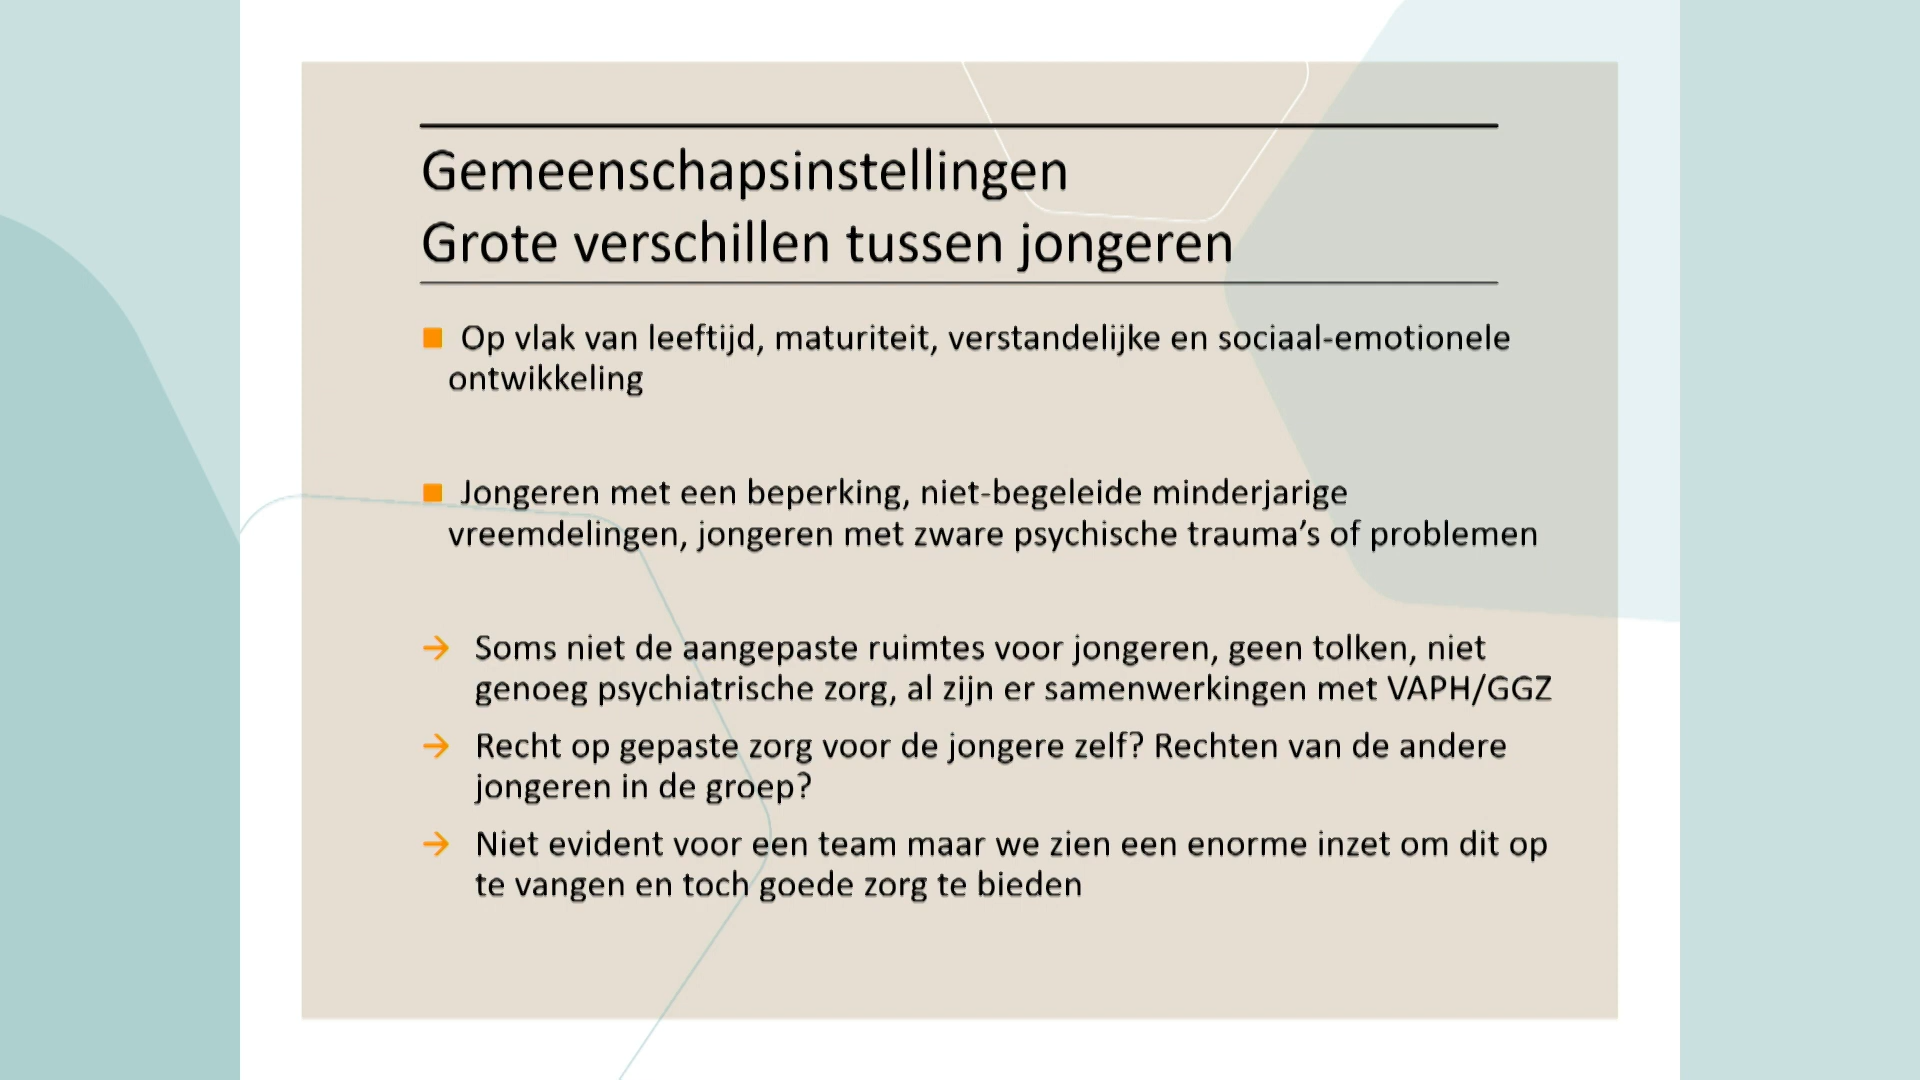 Gemeenschapsinstellingen
Grote verschillen tussen jongeren
■ Op vlak van leeftijd, maturiteit, verstandelijke en sociaal-emotionele
ontwikkeling
■ Jongeren met een beperking, niet-begeleide minderjarige
vreemdelingen, jongeren met zware psychische trauma’s of problemen
→ Soms niet de aangepaste ruimtes voor jongeren, geen tolken, niet
genoeg psychiatrische zorg, al zijn er samenwerkingen met VAPH/GGZ
→ Recht op gepaste zorg voor de jongere zelf? Rechten van de andere
jongeren in de groep?
→ Niet evident voor een team maar we zien een enorme inzet om dit op
te vangen en toch goede zorg te bieden